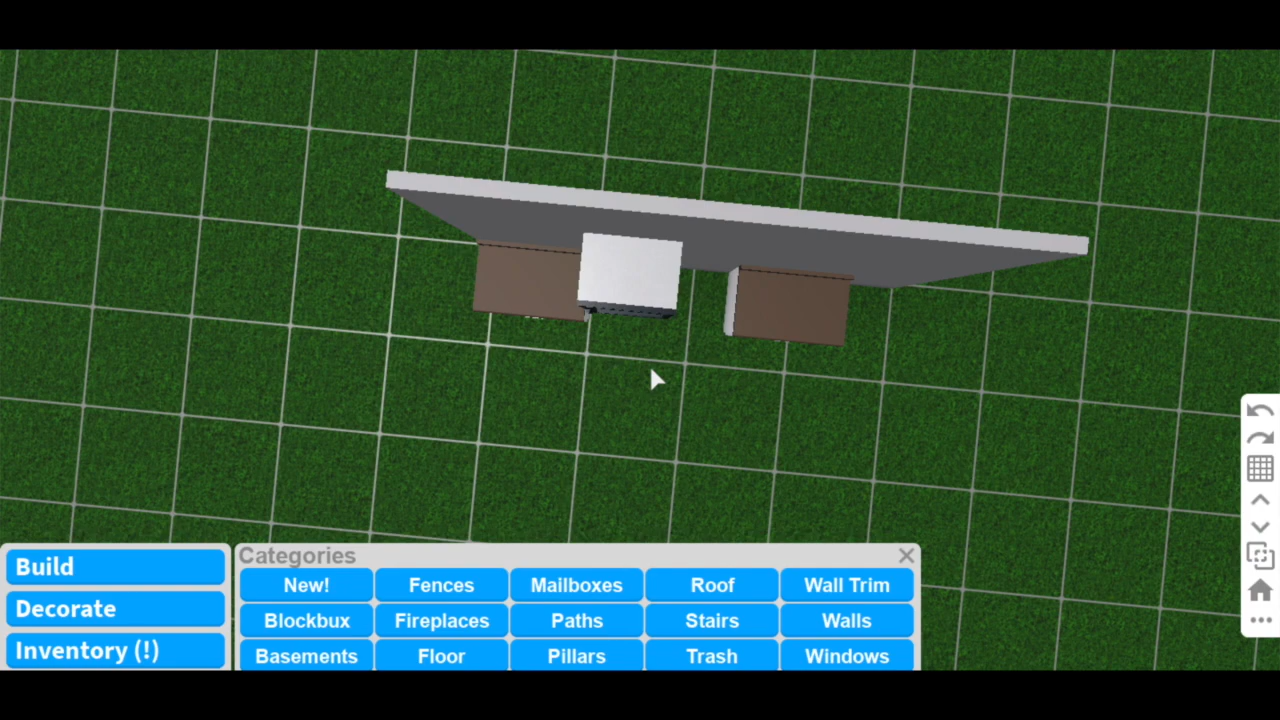 Build
Decorate
Inventory (!)
Categories
New! Fences Mailboxes Roof Wall Trim
Blockbux Fireplaces Paths Stairs Walls
Basements Floor Pillars Trash Windows